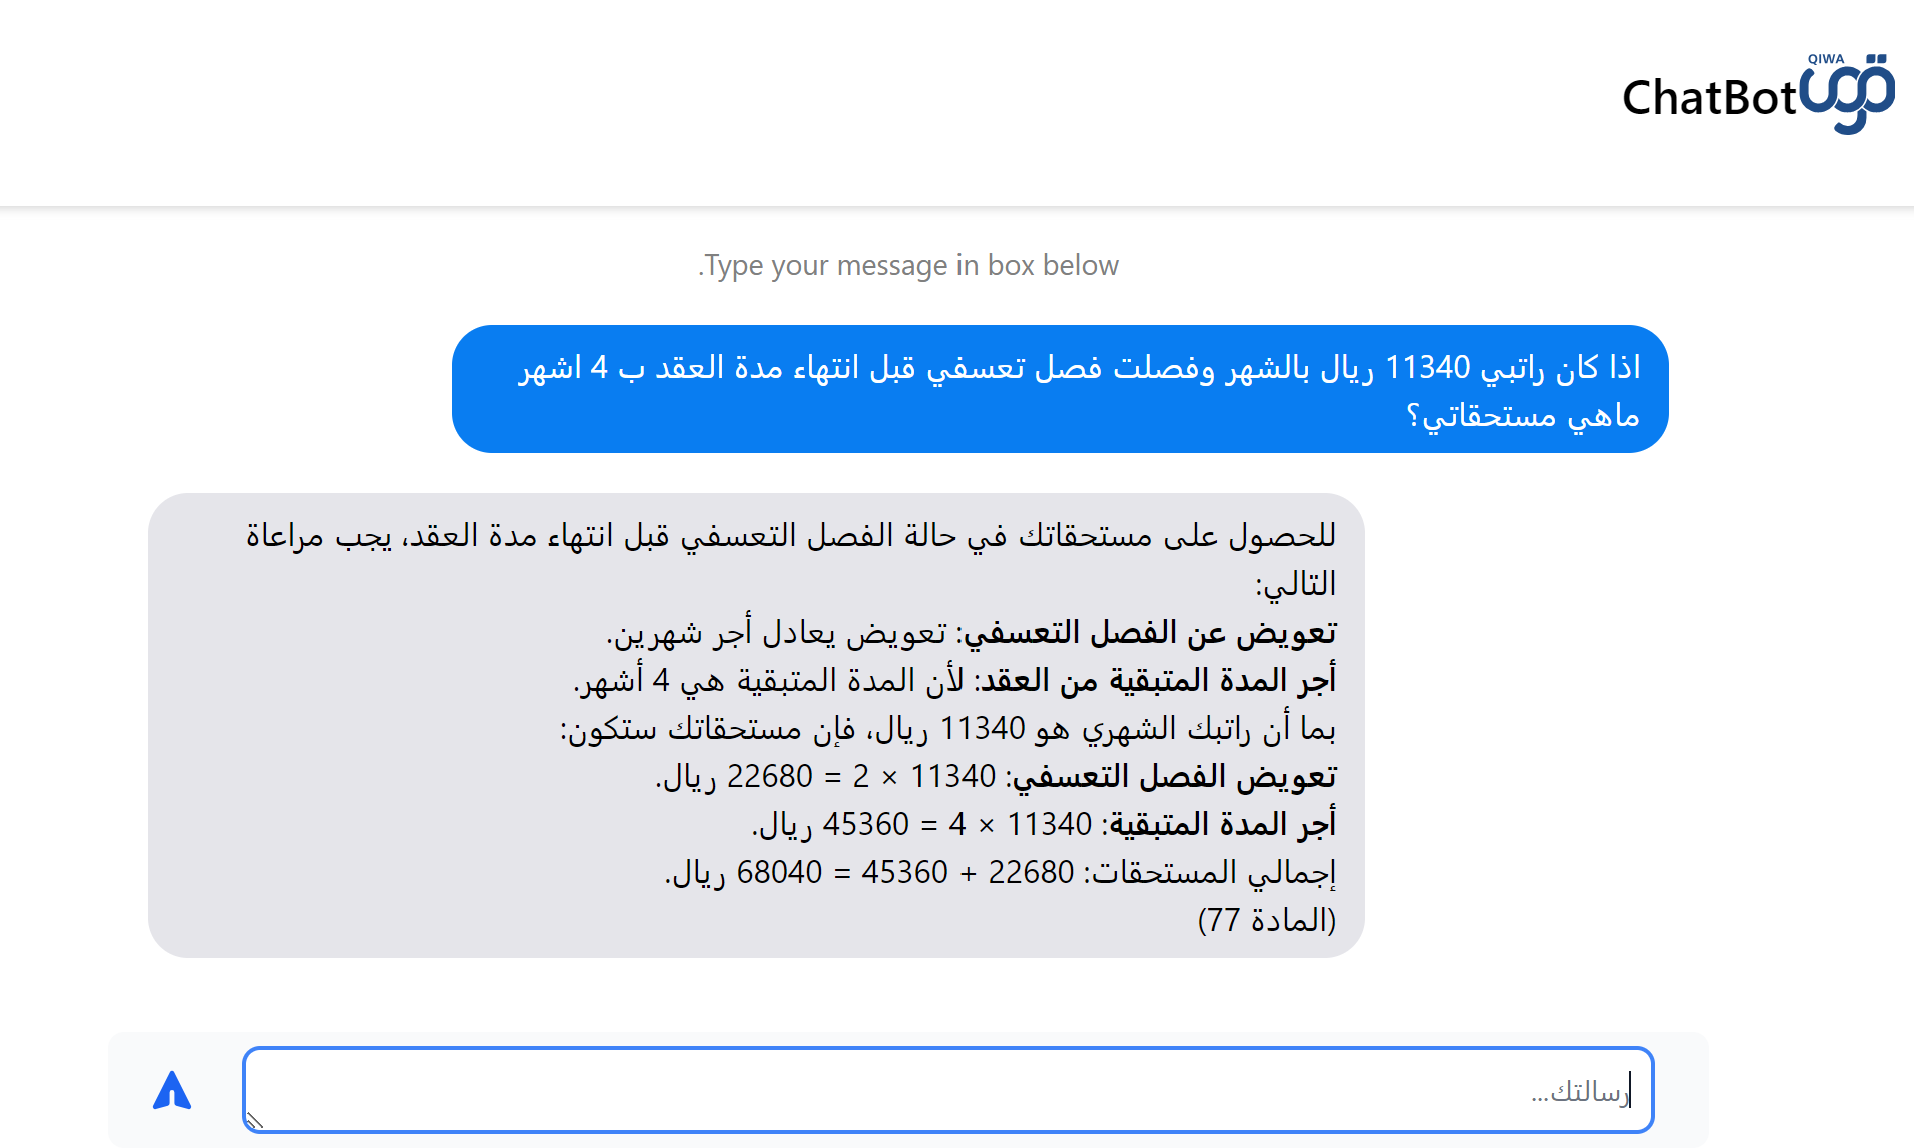 QIWA
قوى
ChatBot
.Type your message in box below
اذا كان راتبي 11340 ريال بالشهر وفصلت فصل تعسفي قبل انتهاء مدة العقد ب 4 اشهر
ماهي مستحقاتي؟
للحصول على مستحقاتك في حالة الفصل التعسفي قبل انتهاء مدة العقد، يجب مراعاة
التالي:
تعويض عن الفصل التعسفي: تعويض يعادل أجر شهرين.
أجر المدة المتبقية من العقد: لأن المدة المتبقية هي 4 أشهر.
بما أن راتبك الشهري هو 11340 ريال، فإن مستحقاتك ستكون:
تعويض الفصل التعسفي: 11340 × 2 = 22680 ريال.
أجر المدة المتبقية: 11340 × 4 = 45360 ريال.
إجمالي المستحقات: 22680 + 45360 = 68040 ريال.
(المادة 77)
رسالتك...